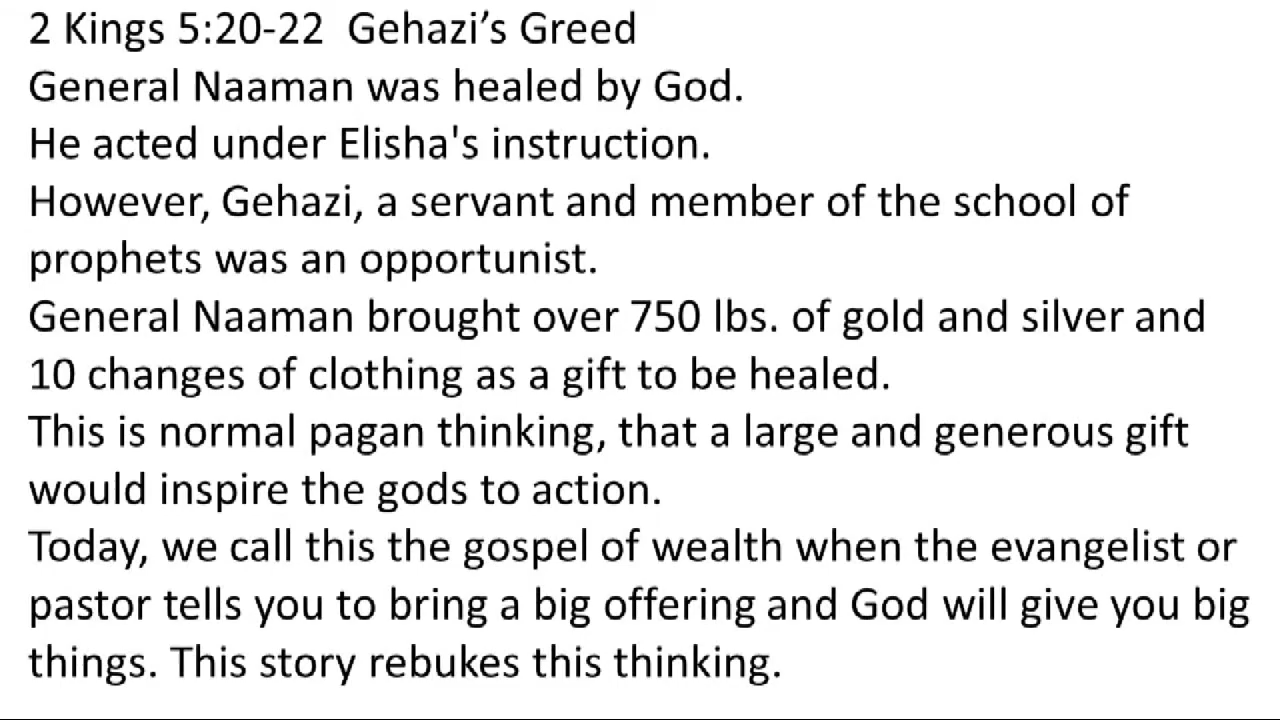 2 Kings 5:20-22  Gehazi’s Greed
General Naaman was healed by God.
He acted under Elisha's instruction.
However, Gehazi, a servant and member of the school of
prophets was an opportunist.
General Naaman brought over 750 lbs. of gold and silver and
10 changes of clothing as a gift to be healed.
This is normal pagan thinking, that a large and generous gift
would inspire the gods to action.
Today, we call this the gospel of wealth when the evangelist or
pastor tells you to bring a big offering and God will give you big
things. This story rebukes this thinking.